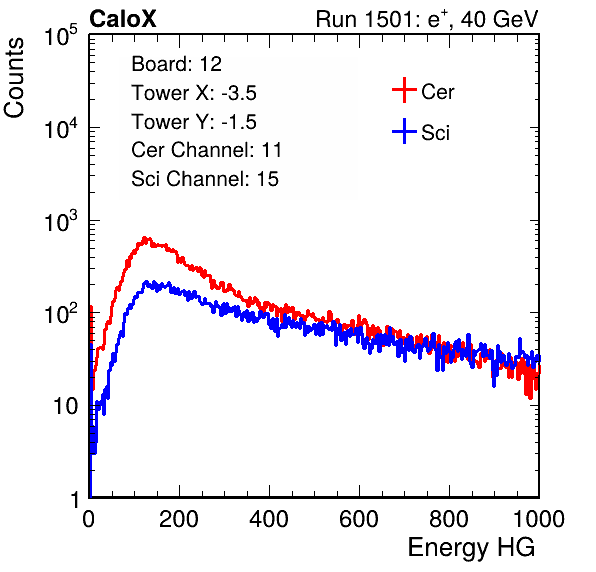 CaloX Run 1501: e⁺, 40 GeV
Counts
10⁵
10⁴
10³
10²
10
1
Board: 12
Tower X: -3.5
Tower Y: -1.5
Cer Channel: 11
Sci Channel: 15
Cer
Sci
0 200 400 600 800 1000
Energy HG